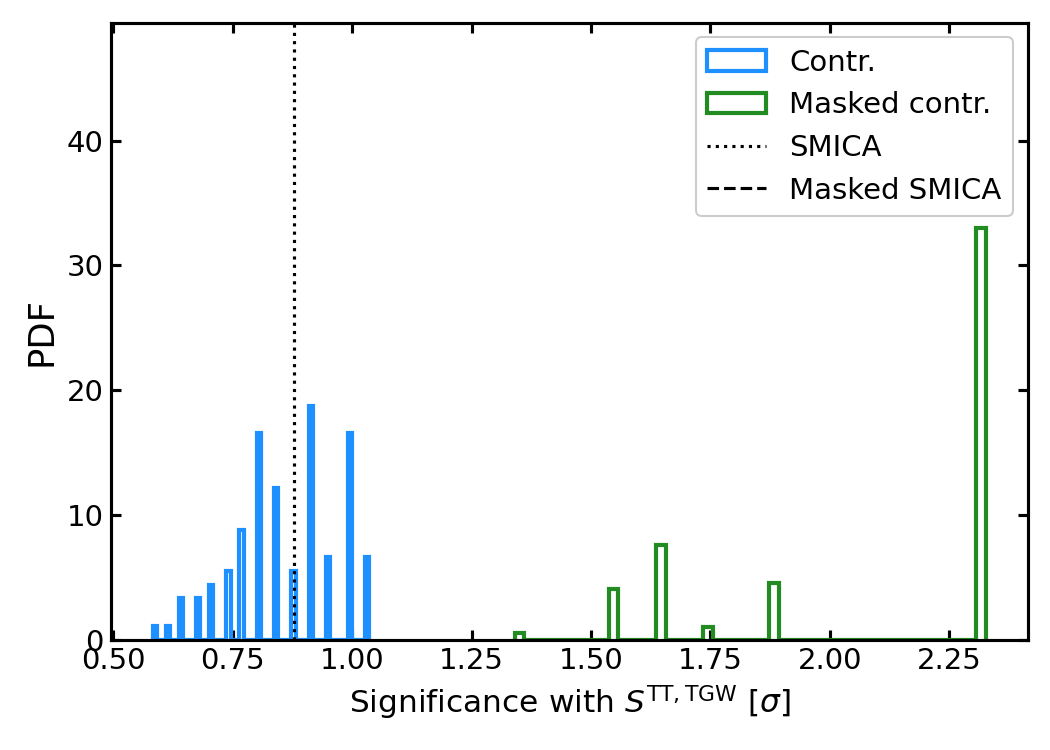 Contr.
Masked contr.
SMICA
Masked SMICA
PDF
40
30
20
10
0
0.50 0.75 1.00 1.25 1.50 1.75 2.00 2.25
Significance with S^{TT, TGW} [σ]